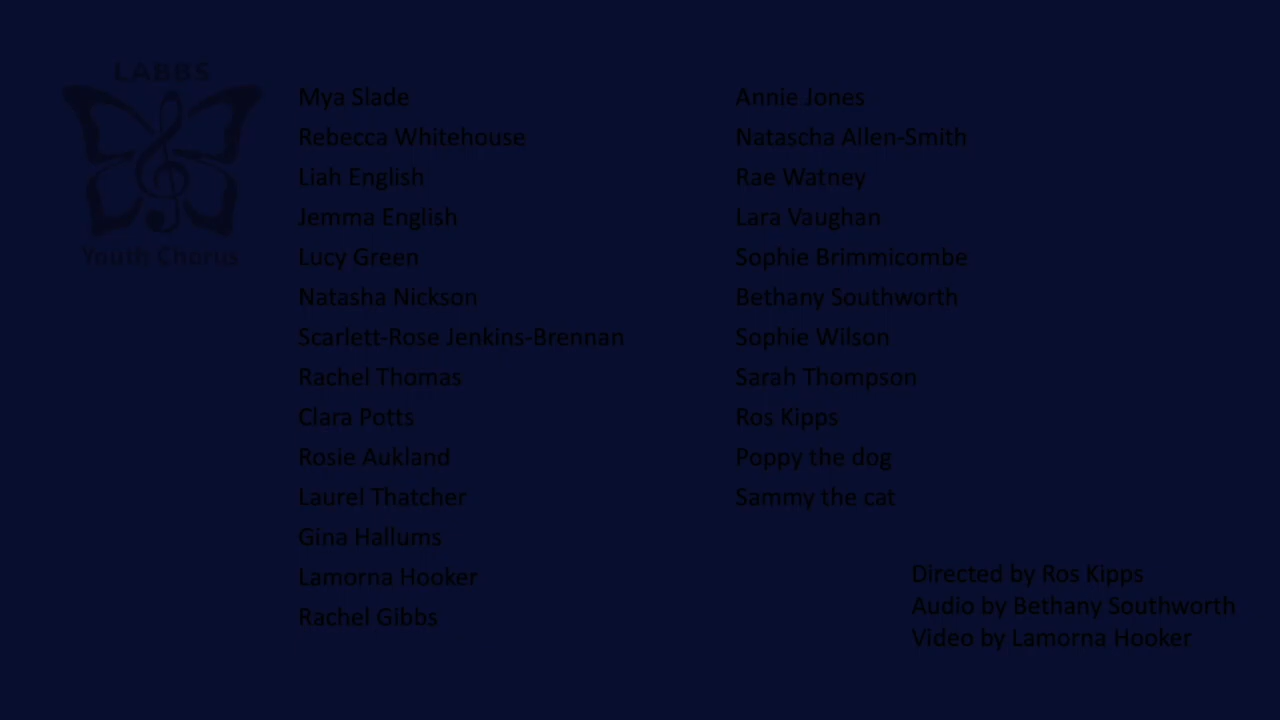 LABBS
Youth Chorus
Mya Slade
Rebecca Whitehouse
Liah English
Jemma English
Lucy Green
Natasha Nickson
Scarlett-Rose Jenkins-Brennan
Rachel Thomas
Clara Potts
Rosie Aukland
Laurel Thatcher
Gina Hallums
Lamorna Hooker
Rachel Gibbs
Annie Jones
Natascha Allen-Smith
Rae Watney
Lara Vaughan
Sophie Brimmicombe
Bethany Southworth
Sophie Wilson
Sarah Thompson
Ros Kipps
Poppy the dog
Sammy the cat
Directed by Ros Kipps
Audio by Bethany Southworth
Video by Lamorna Hooker